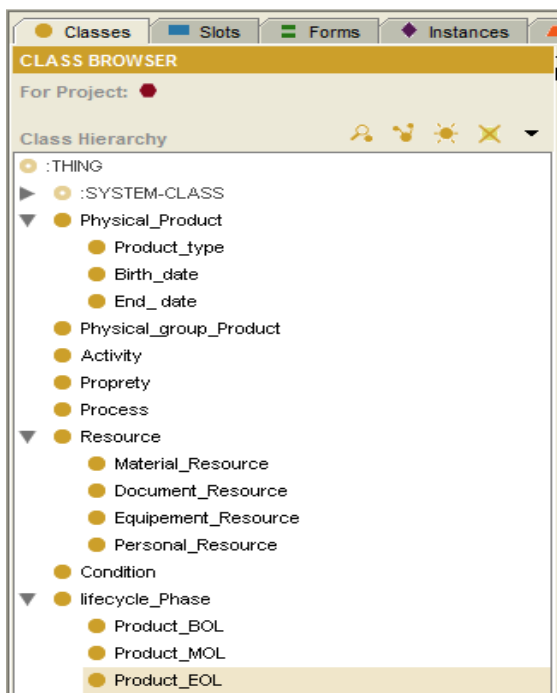 Classes Slots Forms Instances
CLASS BROWSER
For Project:
Class Hierarchy
:THING
:SYSTEM-CLASS
Physical_Product
Product_type
Birth_date
End_ date
Physical_group_Product
Activity
Proprety
Process
Resource
Material_Resource
Document_Resource
Equipement_Resource
Personal_Resource
Condition
lifecycle_Phase
Product_BOL
Product_MOL
Product_EOL